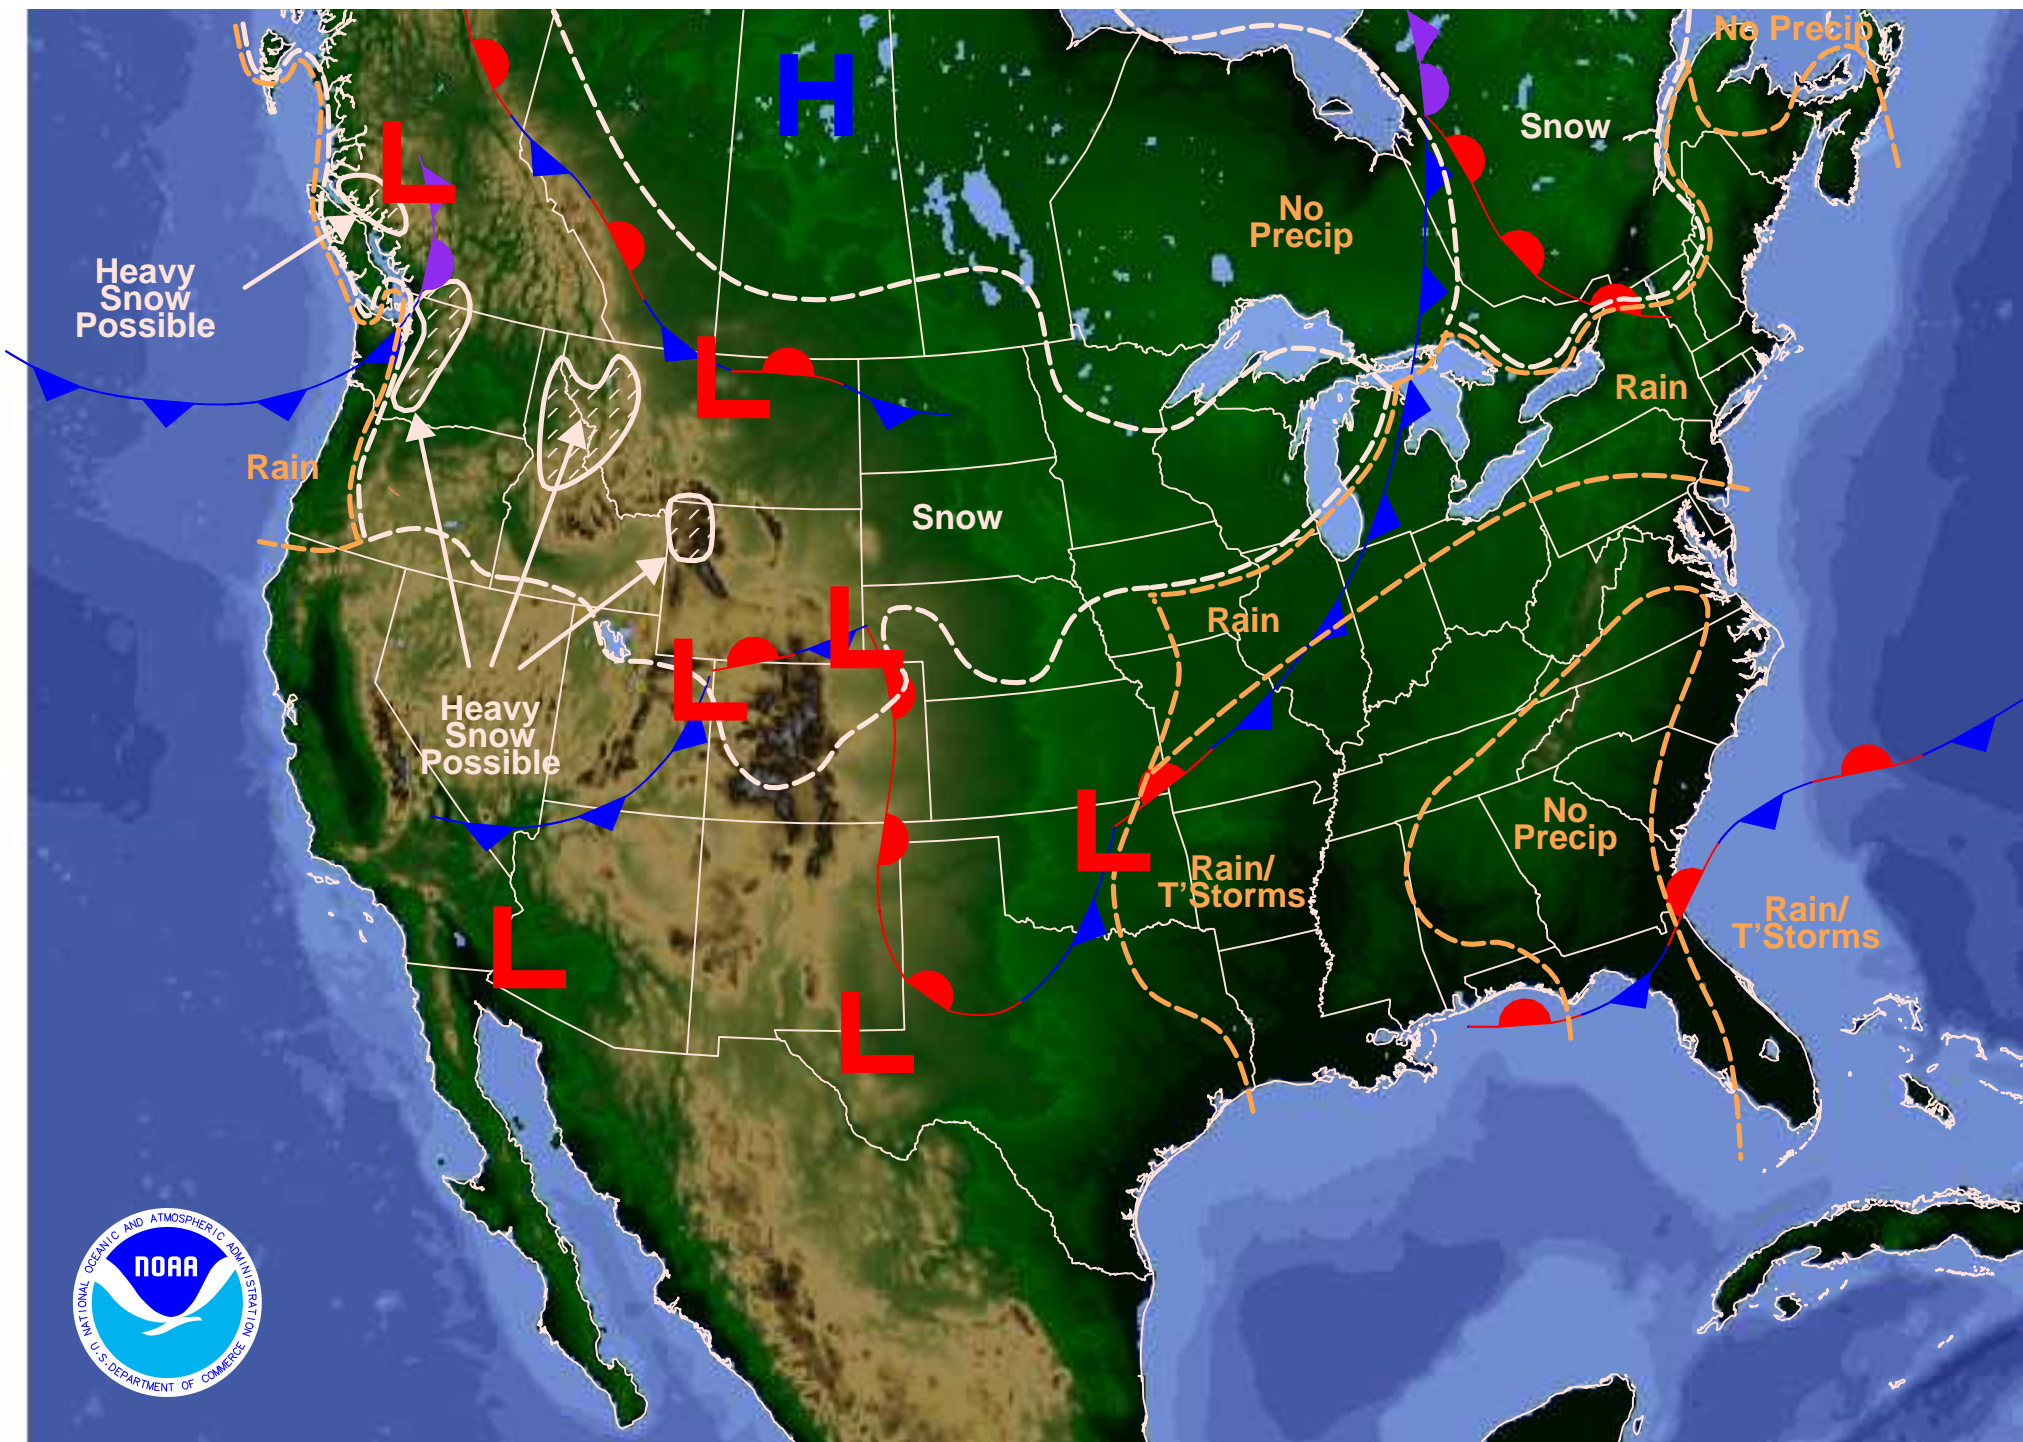 No Precip
H
Snow
L
No
Precip
Heavy
Snow
Possible
L
Rain
Rain
Snow
L
Rain
L
Heavy
Snow
Possible
L
No
Precip
Rain/
T'Storms
L
Rain/
T'Storms
L
NATIONAL OCEANIC AND ATMOSPHERIC ADMINISTRATION
NOAA
U.S. DEPARTMENT OF COMMERCE